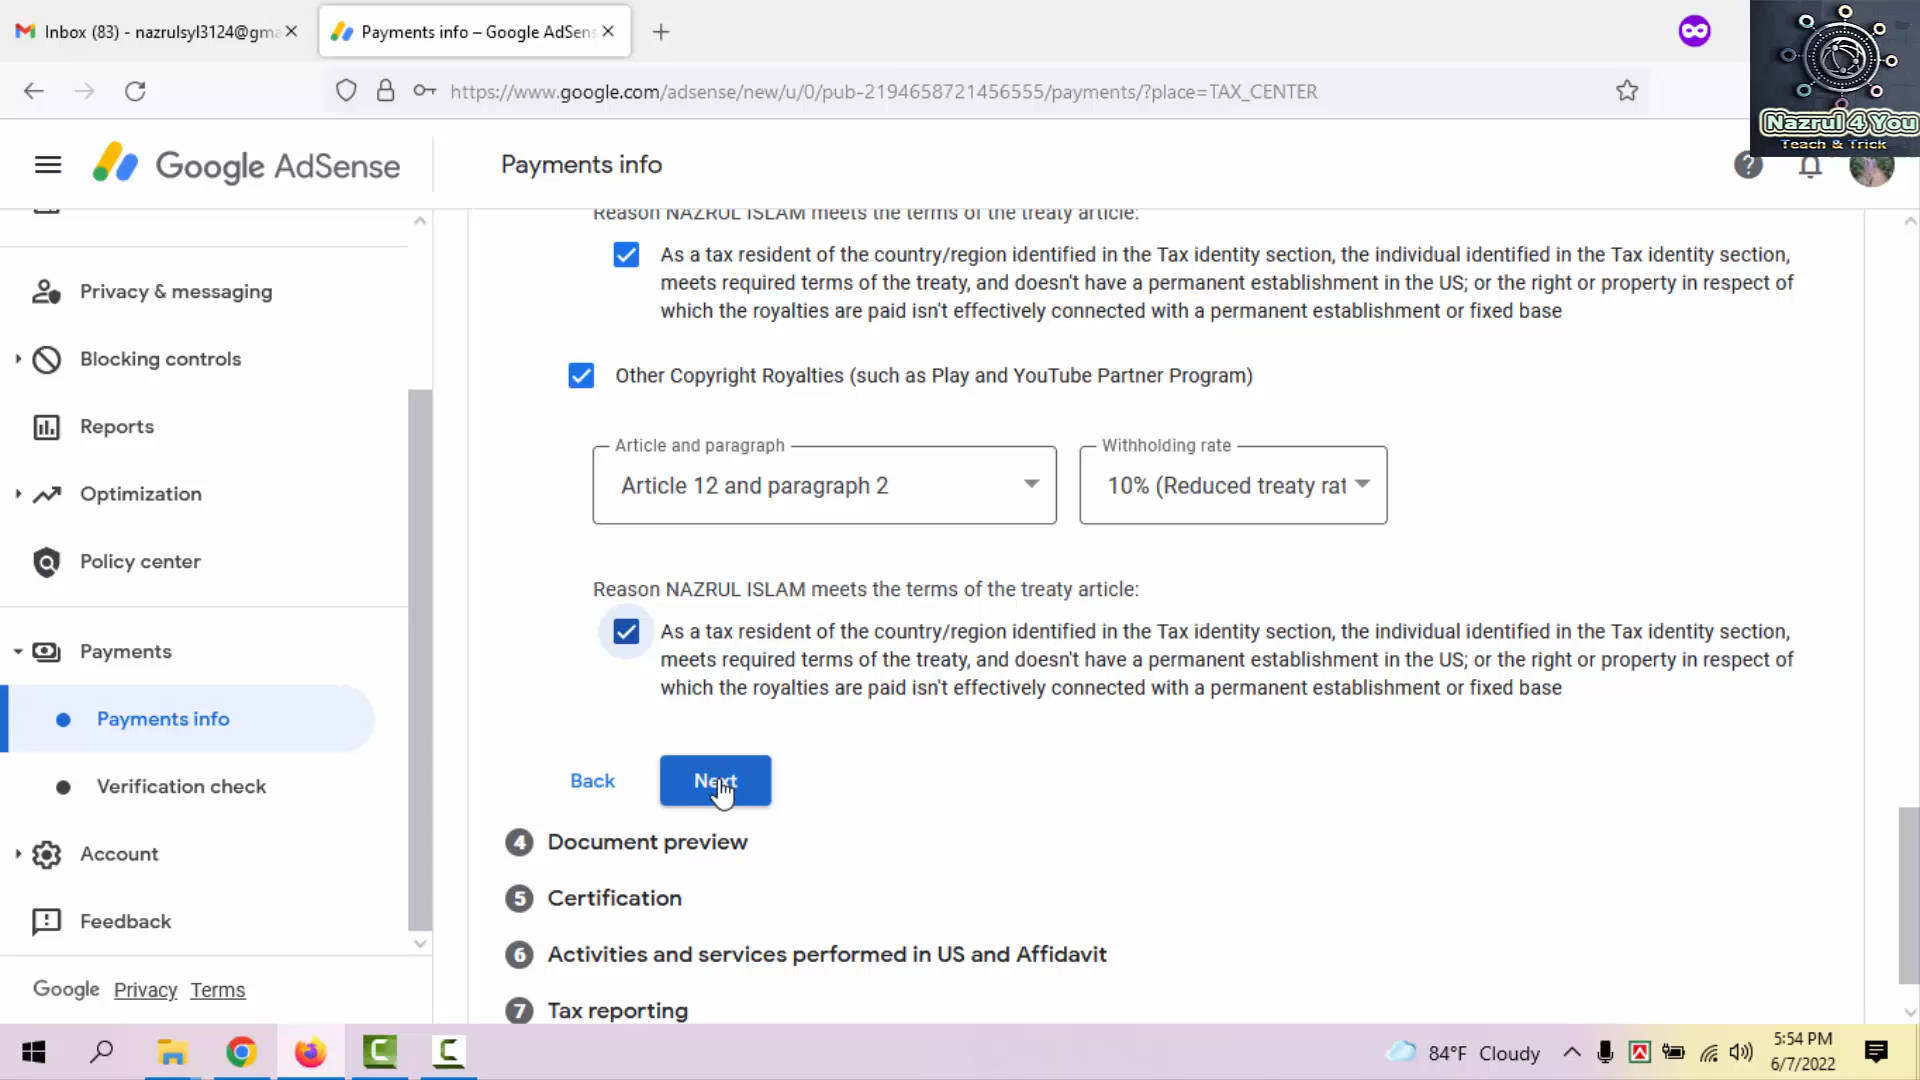 Inbox (83) - nazrulsyl3124@gma
Payments info – Google AdSens
https://www.google.com/adsense/new/u/0/pub-2194658721456555/payments/?place=TAX_CENTER
Nazrul 4 You
Teach & Trick
Google AdSense
Payments info
Privacy & messaging
Blocking controls
Reports
Optimization
Policy center
Payments
Payments info
Verification check
Account
Feedback
Google Privacy Terms
Reason NAZRUL ISLAM meets the terms of the treaty article:
As a tax resident of the country/region identified in the Tax identity section, the individual identified in the Tax identity section,
meets required terms of the treaty, and doesn't have a permanent establishment in the US; or the right or property in respect of
which the royalties are paid isn't effectively connected with a permanent establishment or fixed base
Other Copyright Royalties (such as Play and YouTube Partner Program)
Article and paragraph
Article 12 and paragraph 2
Withholding rate
10% (Reduced treaty rat
Reason NAZRUL ISLAM meets the terms of the treaty article:
As a tax resident of the country/region identified in the Tax identity section, the individual identified in the Tax identity section,
meets required terms of the treaty, and doesn't have a permanent establishment in the US; or the right or property in respect of
which the royalties are paid isn't effectively connected with a permanent establishment or fixed base
Back
Next
4 Document preview
5 Certification
6 Activities and services performed in US and Affidavit
7 Tax reporting
84°F Cloudy
5:54 PM
6/7/2022